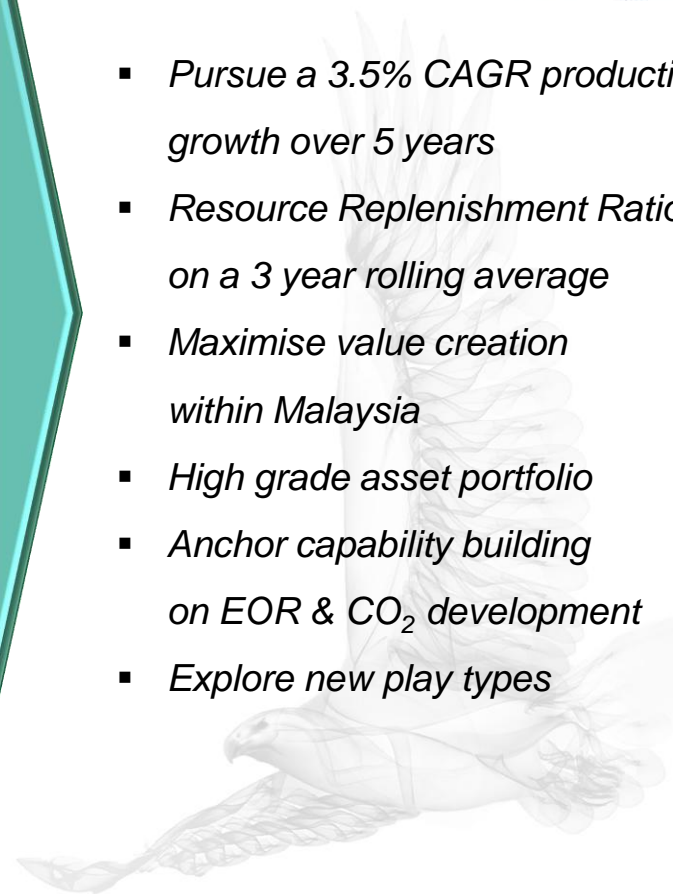 ▪ Pursue a 3.5% CAGR producti
growth over 5 years
▪ Resource Replenishment Ratio
on a 3 year rolling average
▪ Maximise value creation
within Malaysia
▪ High grade asset portfolio
▪ Anchor capability building
on EOR & CO₂ development
▪ Explore new play types